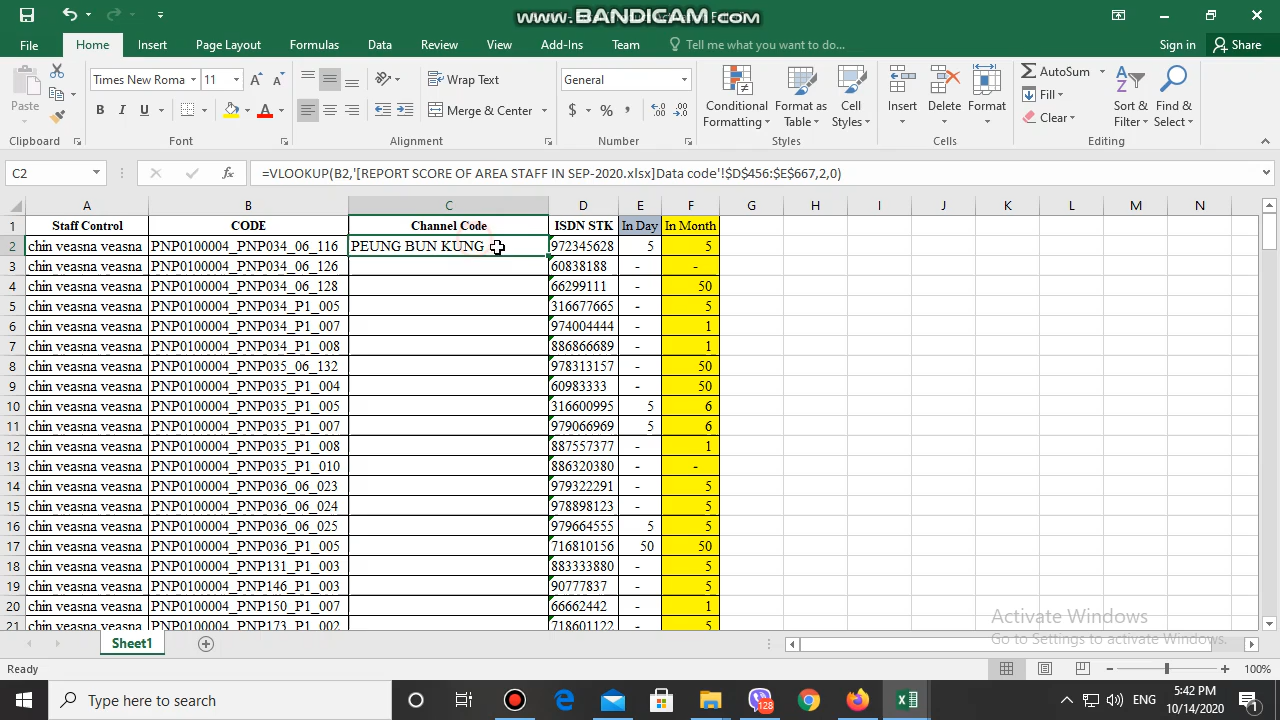 www.BANDICAM.com
File Home Insert Page Layout Formulas Data Review View Add-Ins Team Tell me what you want to do... Sign in Share
Paste
Times New Roma 11
B I U
Wrap Text
Merge & Center
General
$ % ,
Conditional Formatting
Format as Table
Cell Styles
Insert Delete Format
AutoSum
Fill
Clear
Sort & Filter
Find & Select
Clipboard Font Alignment Number Styles Cells Editing
C2 fx =VLOOKUP(B2,'[REPORT SCORE OF AREA STAFF IN SEP-2020.xlsx]Data code'!$D$456:$E$667,2,0)
A B C D E F G H I J K L M N
1 Staff Control CODE Channel Code ISDN STK In Day In Month
2 chin veasna veasna PNP0100004_PNP034_06_116 PEUNG BUN KUNG 972345628 5 5
3 chin veasna veasna PNP0100004_PNP034_06_126 60838188 - -
4 chin veasna veasna PNP0100004_PNP034_06_128 66299111 - 50
5 chin veasna veasna PNP0100004_PNP034_P1_005 316677665 - 5
6 chin veasna veasna PNP0100004_PNP034_P1_007 974004444 - 1
7 chin veasna veasna PNP0100004_PNP034_P1_008 886866689 - 1
8 chin veasna veasna PNP0100004_PNP035_06_132 978313157 - 50
9 chin veasna veasna PNP0100004_PNP035_P1_004 60983333 - 50
10 chin veasna veasna PNP0100004_PNP035_P1_005 316600995 5 6
11 chin veasna veasna PNP0100004_PNP035_P1_007 979066969 5 6
12 chin veasna veasna PNP0100004_PNP035_P1_008 887557377 - 1
13 chin veasna veasna PNP0100004_PNP035_P1_010 886320380 - -
14 chin veasna veasna PNP0100004_PNP036_06_023 979322291 - 5
15 chin veasna veasna PNP0100004_PNP036_06_024 978898123 - 5
16 chin veasna veasna PNP0100004_PNP036_06_025 979664555 5 5
17 chin veasna veasna PNP0100004_PNP036_P1_005 716810156 50 50
18 chin veasna veasna PNP0100004_PNP131_P1_003 883333880 - 5
19 chin veasna veasna PNP0100004_PNP146_P1_003 90777837 - 5
20 chin veasna veasna PNP0100004_PNP150_P1_007 66662442 - 1
21 chin veasna veasna PNP0100004_PNP173_P1_002 718601122 - 5
Activate Windows
Go to Settings to activate Windows.
Sheet1
Ready 100%
Type here to search
128
ENG
5:42 PM
10/14/2020
1